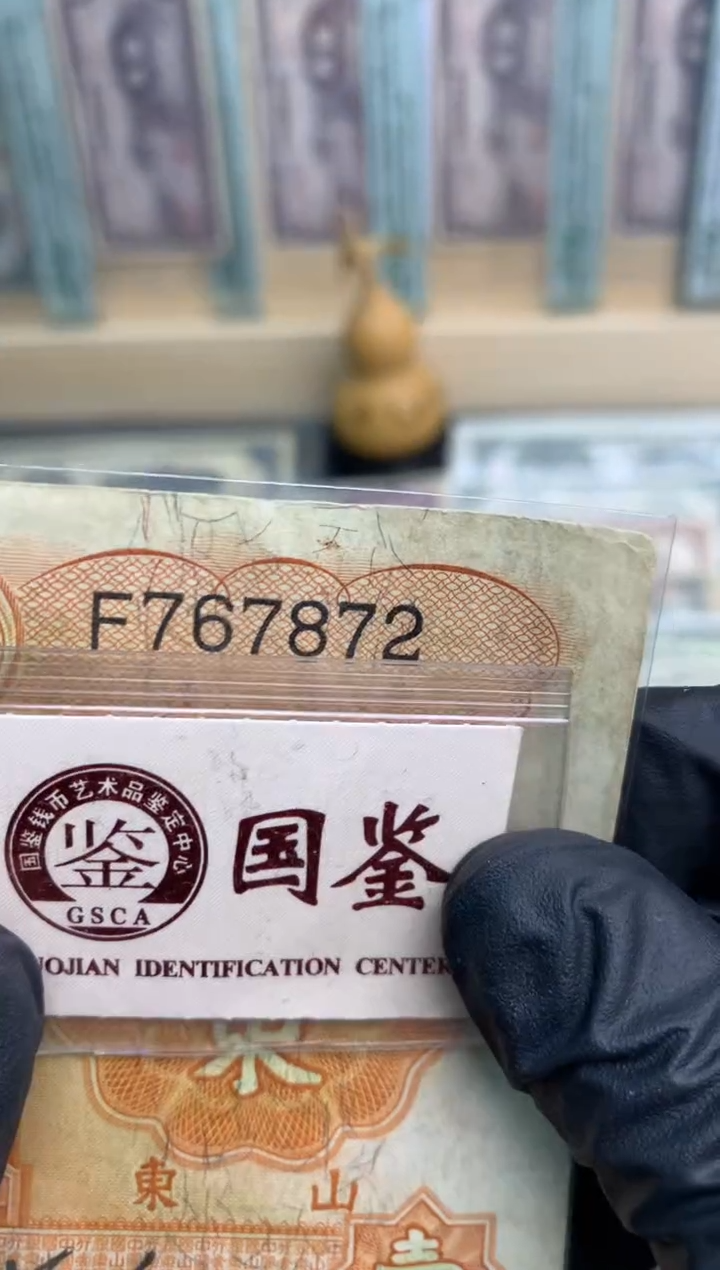 F767872
国鉴钱币艺术品鉴定中心
鉴
GSCA
国鉴
OJIAN IDENTIFICATION CENTER
東 山